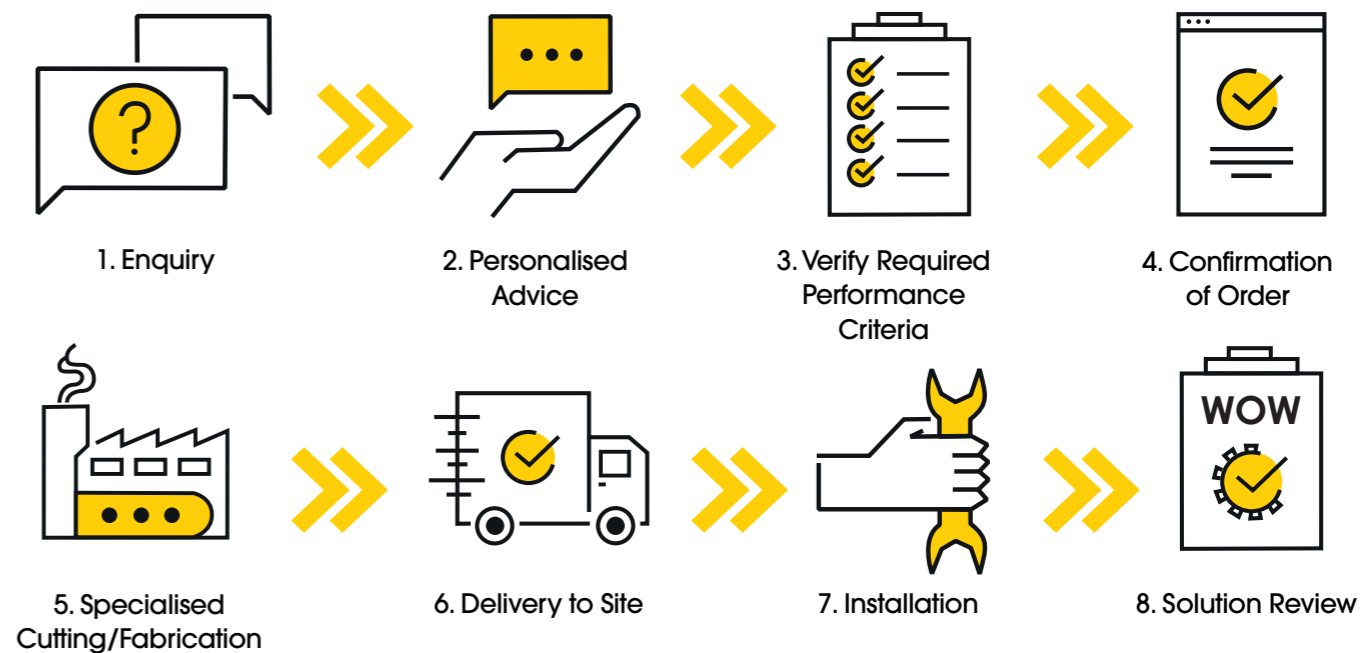 ?
1. Enquiry
2. Personalised
Advice
3. Verify Required
Performance
Criteria
4. Confirmation
of Order
5. Specialised
Cutting/Fabrication
6. Delivery to Site
7. Installation
WOW
8. Solution Review